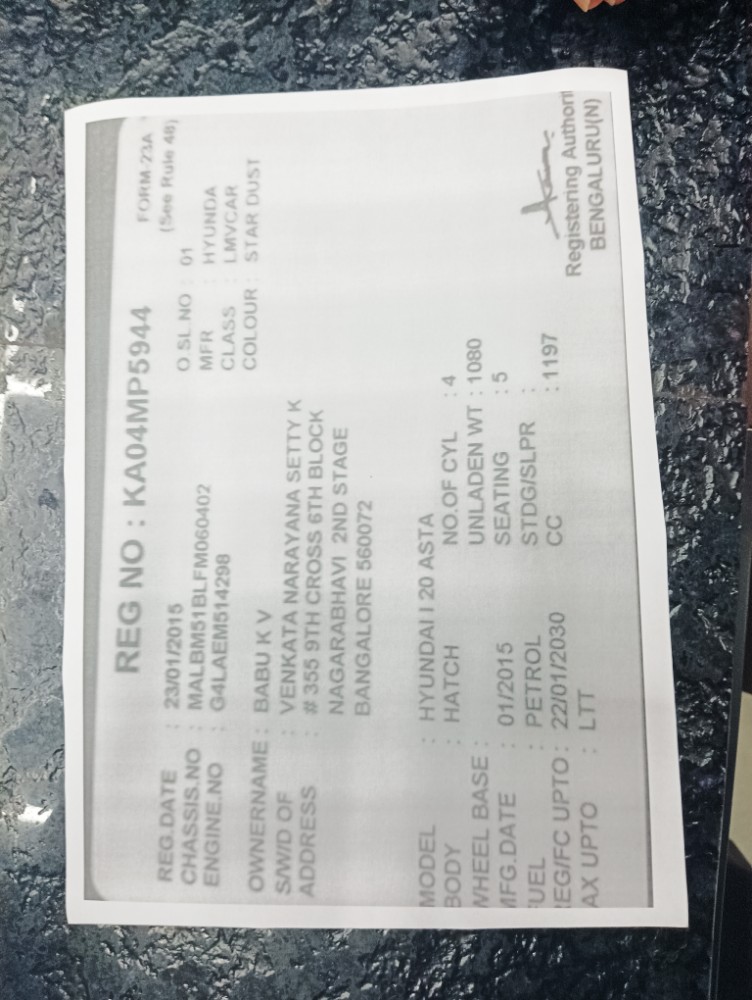 FORM-23A
(See Rule 48)
REG NO : KA04MP5944
REG.DATE : 23/01/2015 O.SL.NO : 01
CHASSIS.NO : MALBM51BLFM060402 MFR : HYUNDA
ENGINE.NO : G4LAEM514298 CLASS : LMVCAR
COLOUR : STAR DUST
OWNERNAME : BABU K V
S/W/D OF : VENKATA NARAYANA SETTY K
ADDRESS : # 355 9TH CROSS 6TH BLOCK
NAGARABHAVI 2ND STAGE
BANGALORE 560072
MODEL : HYUNDAI I 20 ASTA
BODY : HATCH NO.OF CYL : 4
WHEEL BASE : UNLADEN WT : 1080
MFG.DATE : 01/2015 SEATING : 5
UEL : PETROL STDG/SLPR :
EG/FC UPTO : 22/01/2030 CC : 1197
AX UPTO : LTT
Registering Authori
BENGALURU(N)